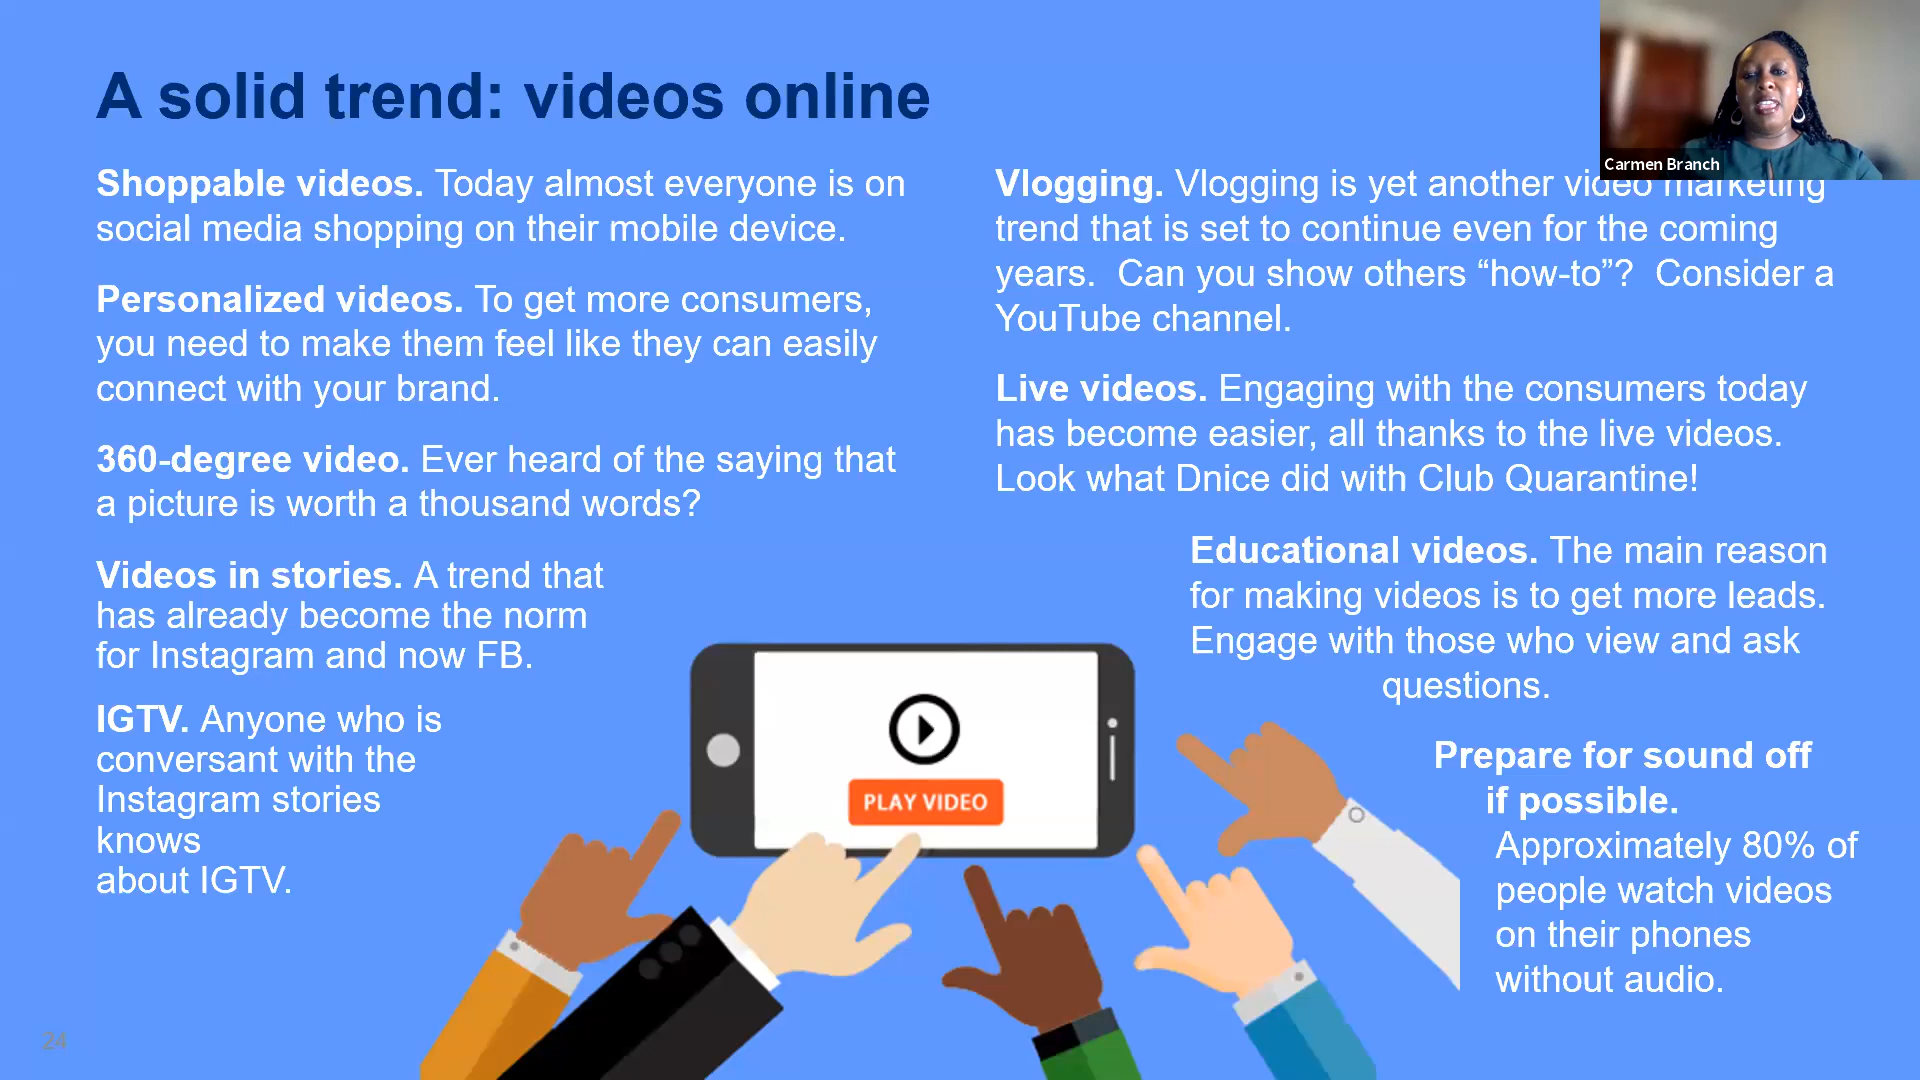 A solid trend: videos online
Shoppable videos. Today almost everyone is on
social media shopping on their mobile device.
Personalized videos. To get more consumers,
you need to make them feel like they can easily
connect with your brand.
360-degree video. Ever heard of the saying that
a picture is worth a thousand words?
Videos in stories. A trend that
has already become the norm
for Instagram and now FB.
IGTV. Anyone who is
conversant with the
Instagram stories
knows
about IGTV.
Carmen Branch
Vlogging. Vlogging is yet another video marketing
trend that is set to continue even for the coming
years.  Can you show others “how-to”?  Consider a
YouTube channel.
Live videos. Engaging with the consumers today
has become easier, all thanks to the live videos.
Look what Dnice did with Club Quarantine!
Educational videos. The main reason
for making videos is to get more leads.
Engage with those who view and ask
questions.
Prepare for sound off
if possible.
Approximately 80% of
people watch videos
on their phones
without audio.
PLAY VIDEO
24